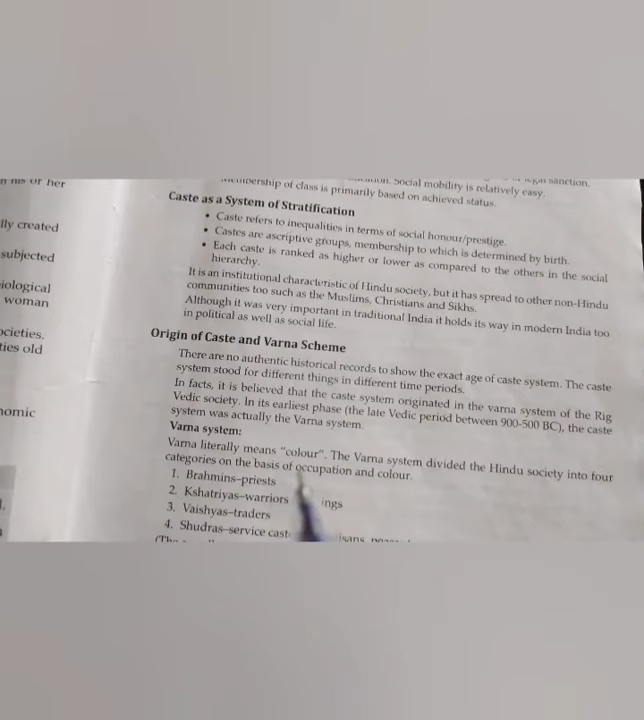 his or her
lly created
subjected
iological
woman
ocieties,
ties old
nomic
legal sanction.
Social mobility is relatively easy.
membership of class is primarily based on achieved status.
Caste as a System of Stratification
• Caste refers to inequalities in terms of social honour/prestige.
• Castes are ascriptive groups, membership to which is determined by birth.
• Each caste is ranked as higher or lower as compared to the others in the social
hierarchy.
It is an institutional characteristic of Hindu society, but it has spread to other non-Hindu
communities too such as the Muslims, Christians and Sikhs.
Although it was very important in traditional India it holds its way in modern India too
in political as well as social life.
Origin of Caste and Varna Scheme
There are no authentic historical records to show the exact age of caste system. The caste
system stood for different things in different time periods.
In facts, it is believed that the caste system originated in the varna system of the Rig
Vedic society. In its earliest phase (the late Vedic period between 900-500 BC), the caste
system was actually the Varna system.
Varna system:
Varna literally means "colour". The Varna system divided the Hindu society into four
categories on the basis of occupation and colour.
1. Brahmins–priests
2. Kshatriyas–warriors ings
3. Vaishyas–traders
4. Shudras–service cast isans